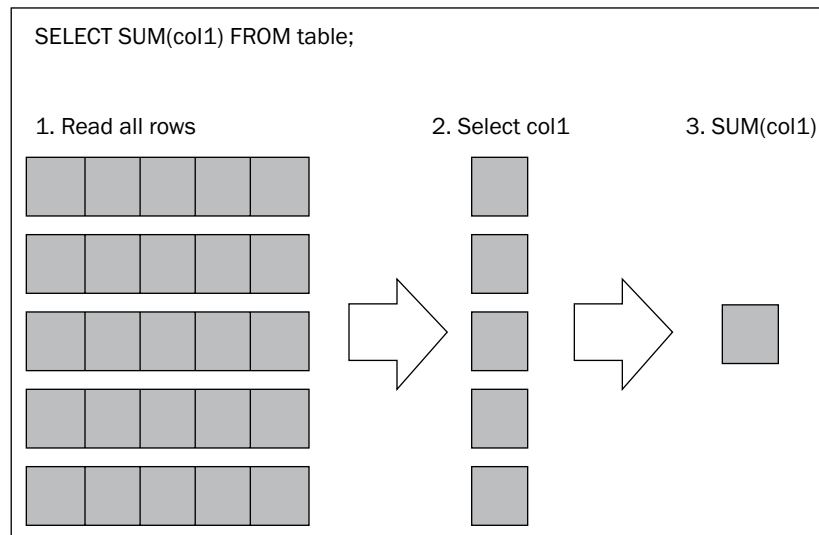 SELECT SUM(col1) FROM table;
1. Read all rows
2. Select col1
3. SUM(col1)